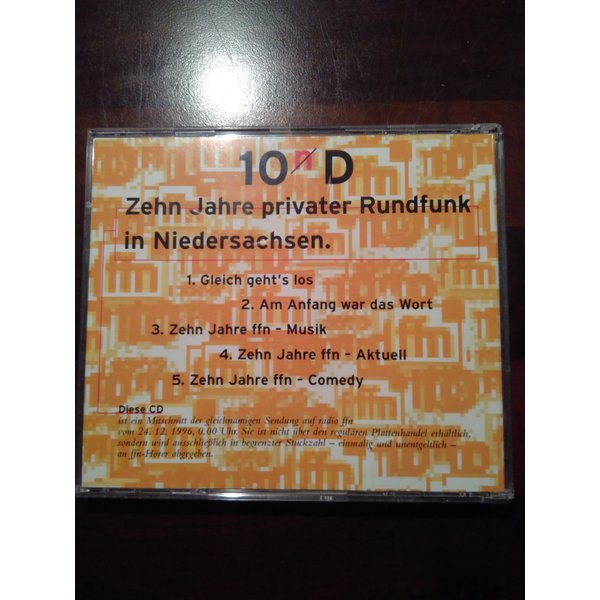 10 n D
Zehn Jahre privater Rundfunk
in Niedersachsen.
1. Gleich geht's los
2. Am Anfang war das Wort
3. Zehn Jahre ffn - Musik
4. Zehn Jahre ffn - Aktuell
5. Zehn Jahre ffn - Comedy
Diese CD
ist ein Mitschnitt der gleichnamigen Sendung auf radio ffn
vom 24. 12. 1996, 0.00 Uhr. Sie ist nicht über den regulären Plattenhandel erhältlich,
sondern wird ausschließlich in begrenzter Stückzahl – einmalig und unentgeltlich –
an ffn-Hörer abgegeben.